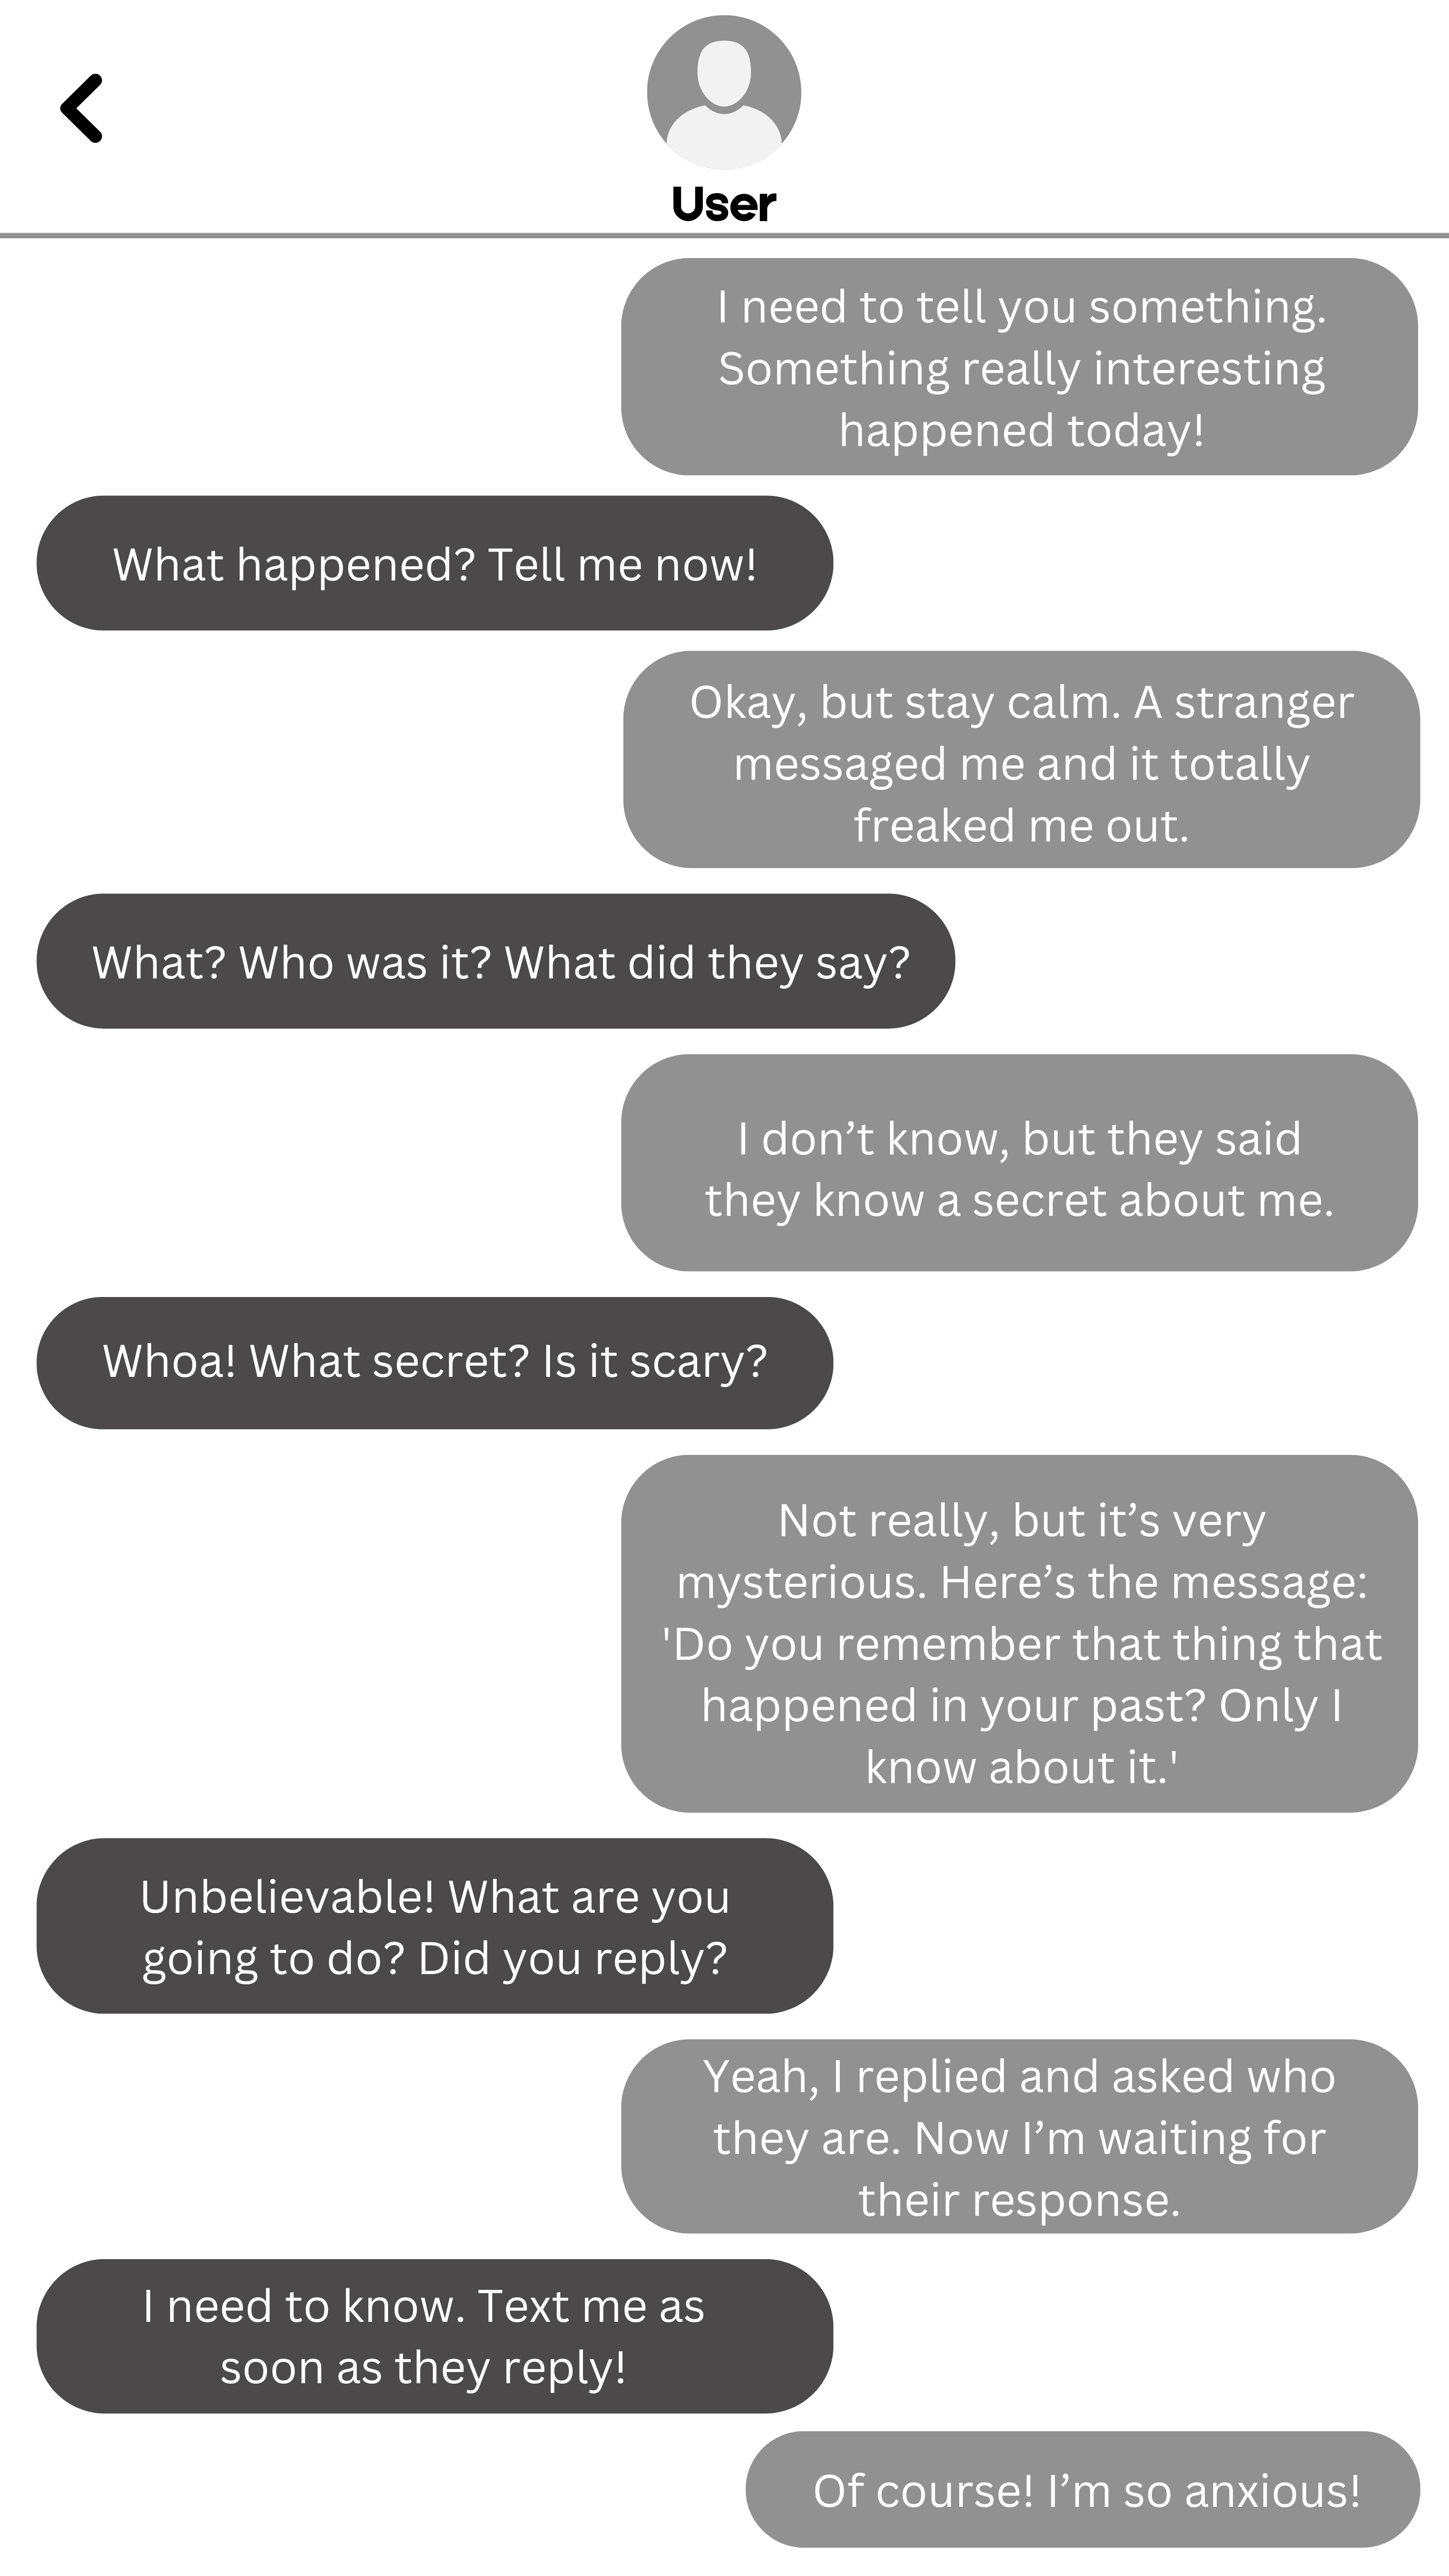 User
I need to tell you something.
Something really interesting
happened today!
What happened? Tell me now!
Okay, but stay calm. A stranger
messaged me and it totally
freaked me out.
What? Who was it? What did they say?
I don’t know, but they said
they know a secret about me.
Whoa! What secret? Is it scary?
Not really, but it’s very
mysterious. Here’s the message:
'Do you remember that thing that
happened in your past? Only I
know about it.'
Unbelievable! What are you
going to do? Did you reply?
Yeah, I replied and asked who
they are. Now I’m waiting for
their response.
I need to know. Text me as
soon as they reply!
Of course! I’m so anxious!